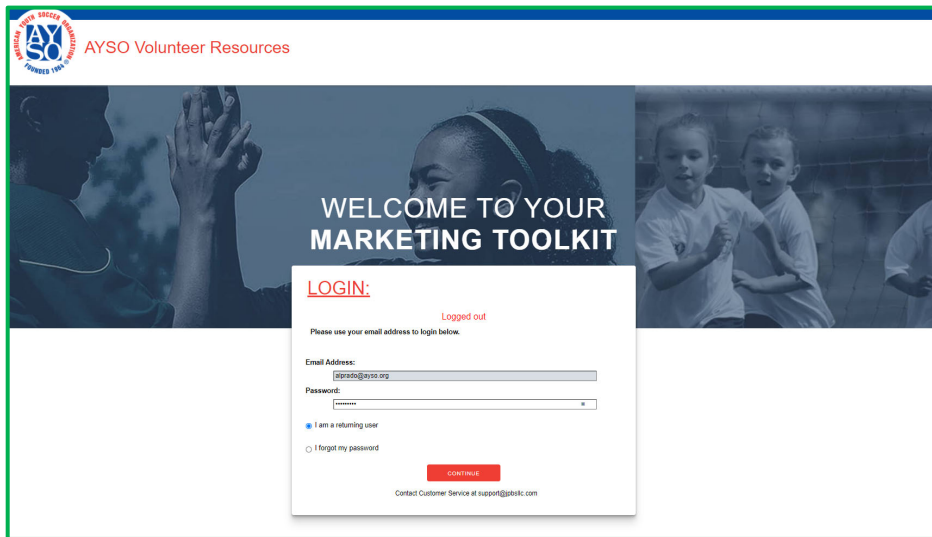 AMERICAN YOUTH SOCCER ORGANIZATION
AYSO
FOUNDED 1964
®
AYSO Volunteer Resources
WELCOME TO YOUR
MARKETING TOOLKIT
LOGIN:
Logged out
Please use your email address to login below.
Email Address:
alprado@ayso.org
Password:
•••••••••
I am a returning user
I forgot my password
CONTINUE
Contact Customer Service at support@jpbsllc.com